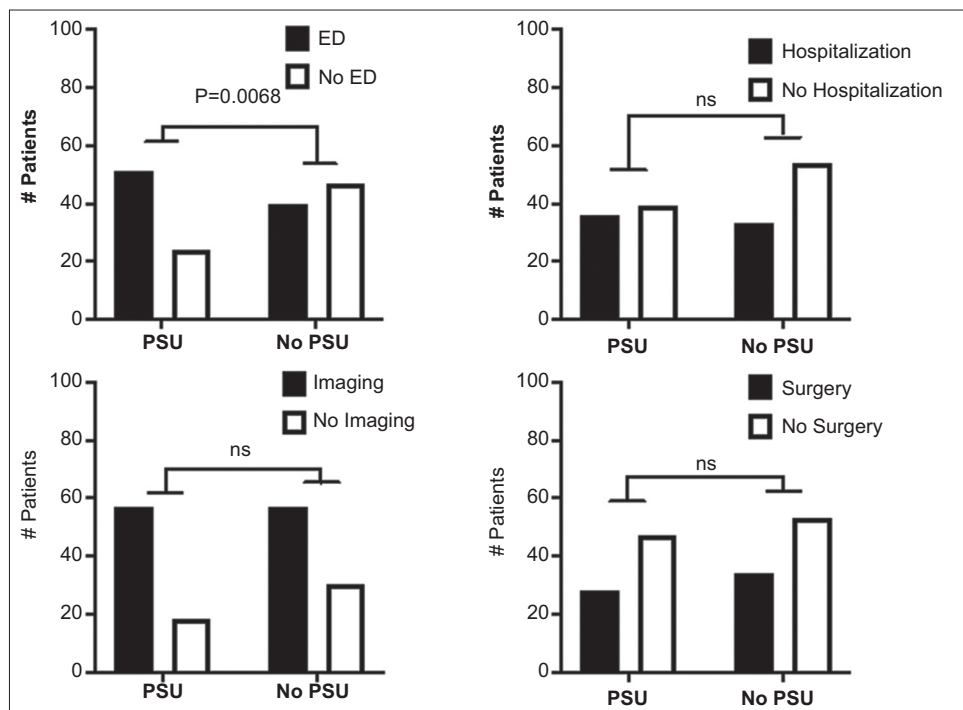 100
80
60
40
20
0
# Patients
ED
No ED
P=0.0068
PSU
No PSU
100
80
60
40
20
0
# Patients
Hospitalization
No Hospitalization
ns
PSU
No PSU
100
80
60
40
20
0
# Patients
Imaging
No Imaging
ns
PSU
No PSU
100
80
60
40
20
0
# Patients
Surgery
No Surgery
ns
PSU
No PSU